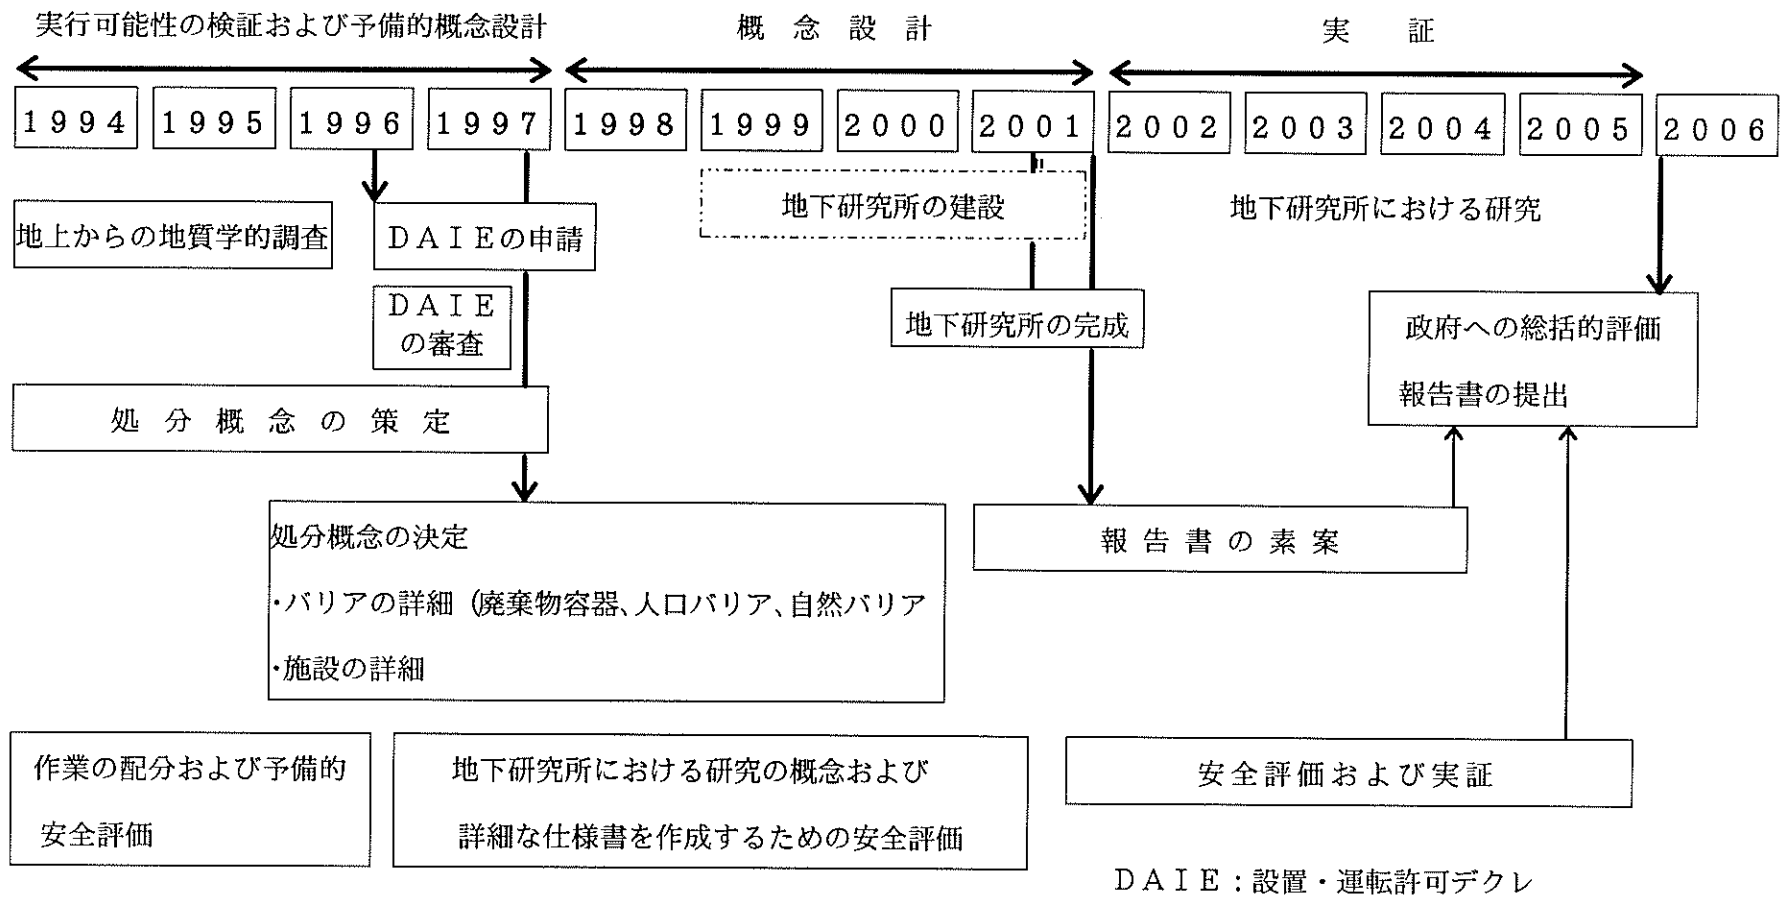 実行可能性の検証および予備的概念設計
概念設計
実証
1994
1995
1996
1997
1998
1999
2000
2001
2002
2003
2004
2005
2006
地上からの地質学的調査
DAIEの申請
地下研究所の建設
地下研究所における研究
DAIE
の審査
地下研究所の完成
政府への総括的評価
報告書の提出
処分概念の策定
処分概念の決定
・バリアの詳細（廃棄物容器、人口バリア、自然バリア
・施設の詳細
報告書の素案
作業の配分および予備的
安全評価
地下研究所における研究の概念および
詳細な仕様書を作成するための安全評価
安全評価および実証
DAIE：設置・運転許可デクレ